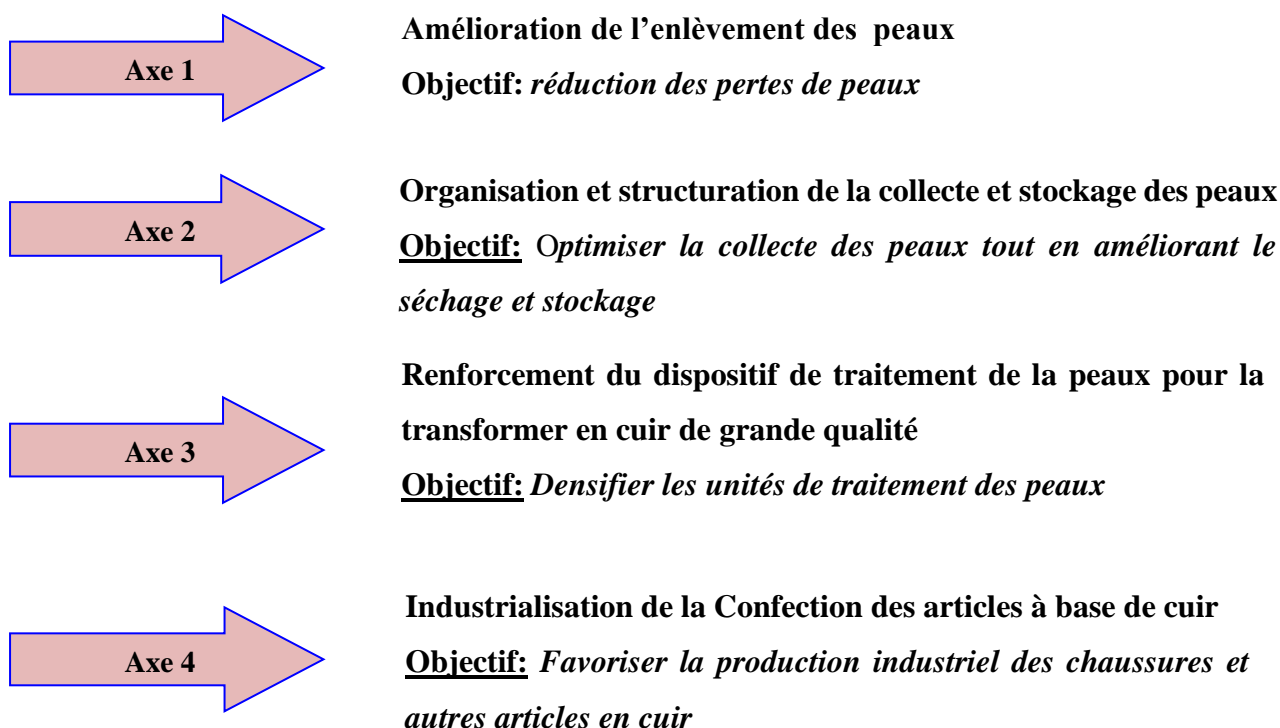 Axe 1
Amélioration de l’enlèvement des peaux
Objectif: réduction des pertes de peaux
Axe 2
Organisation et structuration de la collecte et stockage des peaux
Objectif: Optimiser la collecte des peaux tout en améliorant le
séchage et stockage
Axe 3
Renforcement du dispositif de traitement de la peaux pour la
transformer en cuir de grande qualité
Objectif: Densifier les unités de traitement des peaux
Axe 4
Industrialisation de la Confection des articles à base de cuir
Objectif: Favoriser la production industriel des chaussures et
autres articles en cuir